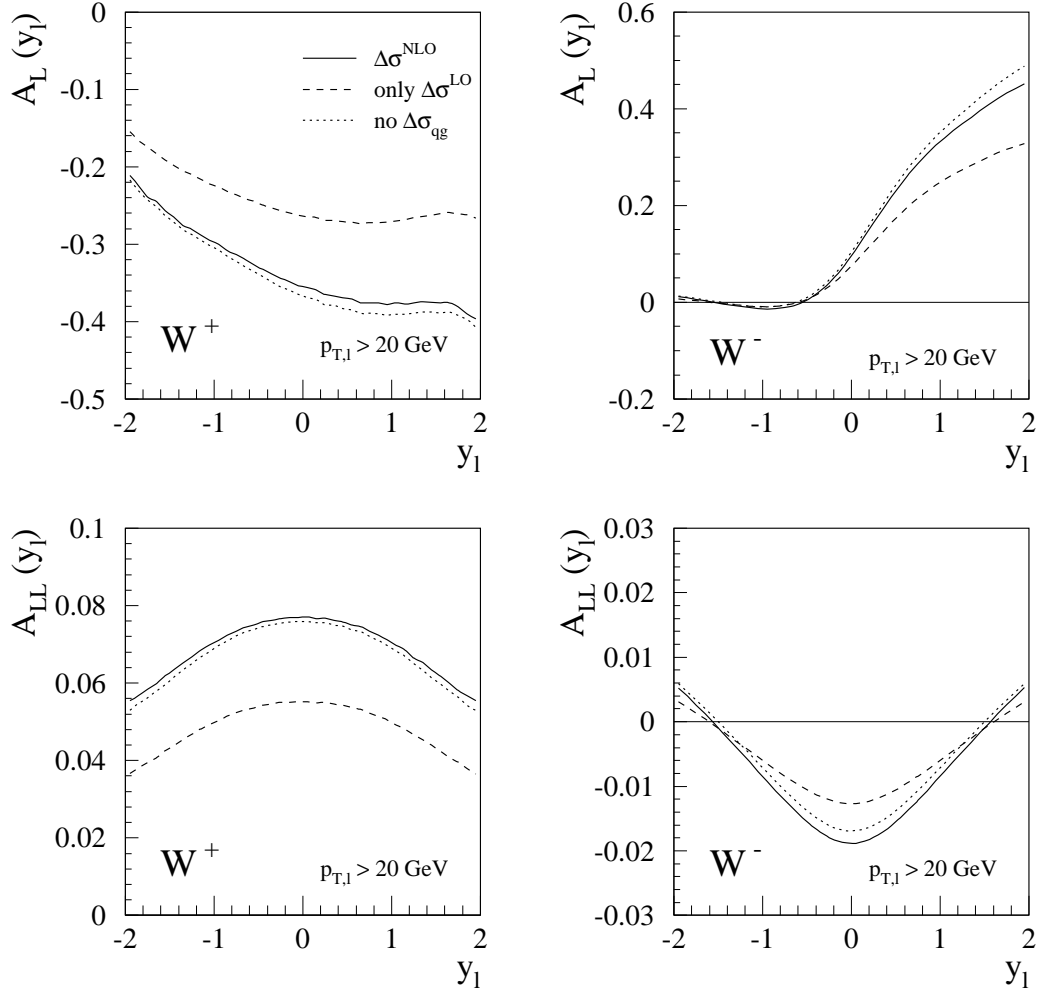 A_L (y_l)
0
-0.1
-0.2
-0.3
-0.4
-0.5
Δσ^NLO
only Δσ^LO
no Δσ_qg
W^+
p_T,l > 20 GeV
-2 -1 0 1 2
y_l
A_L (y_l)
0.6
0.4
0.2
0
-0.2
W^-
p_T,l > 20 GeV
-2 -1 0 1 2
y_l
A_LL (y_l)
0.1
0.08
0.06
0.04
0.02
0
W^+
p_T,l > 20 GeV
-2 -1 0 1 2
y_l
A_LL (y_l)
0.03
0.02
0.01
0
-0.01
-0.02
-0.03
W^-
p_T,l > 20 GeV
-2 -1 0 1 2
y_l